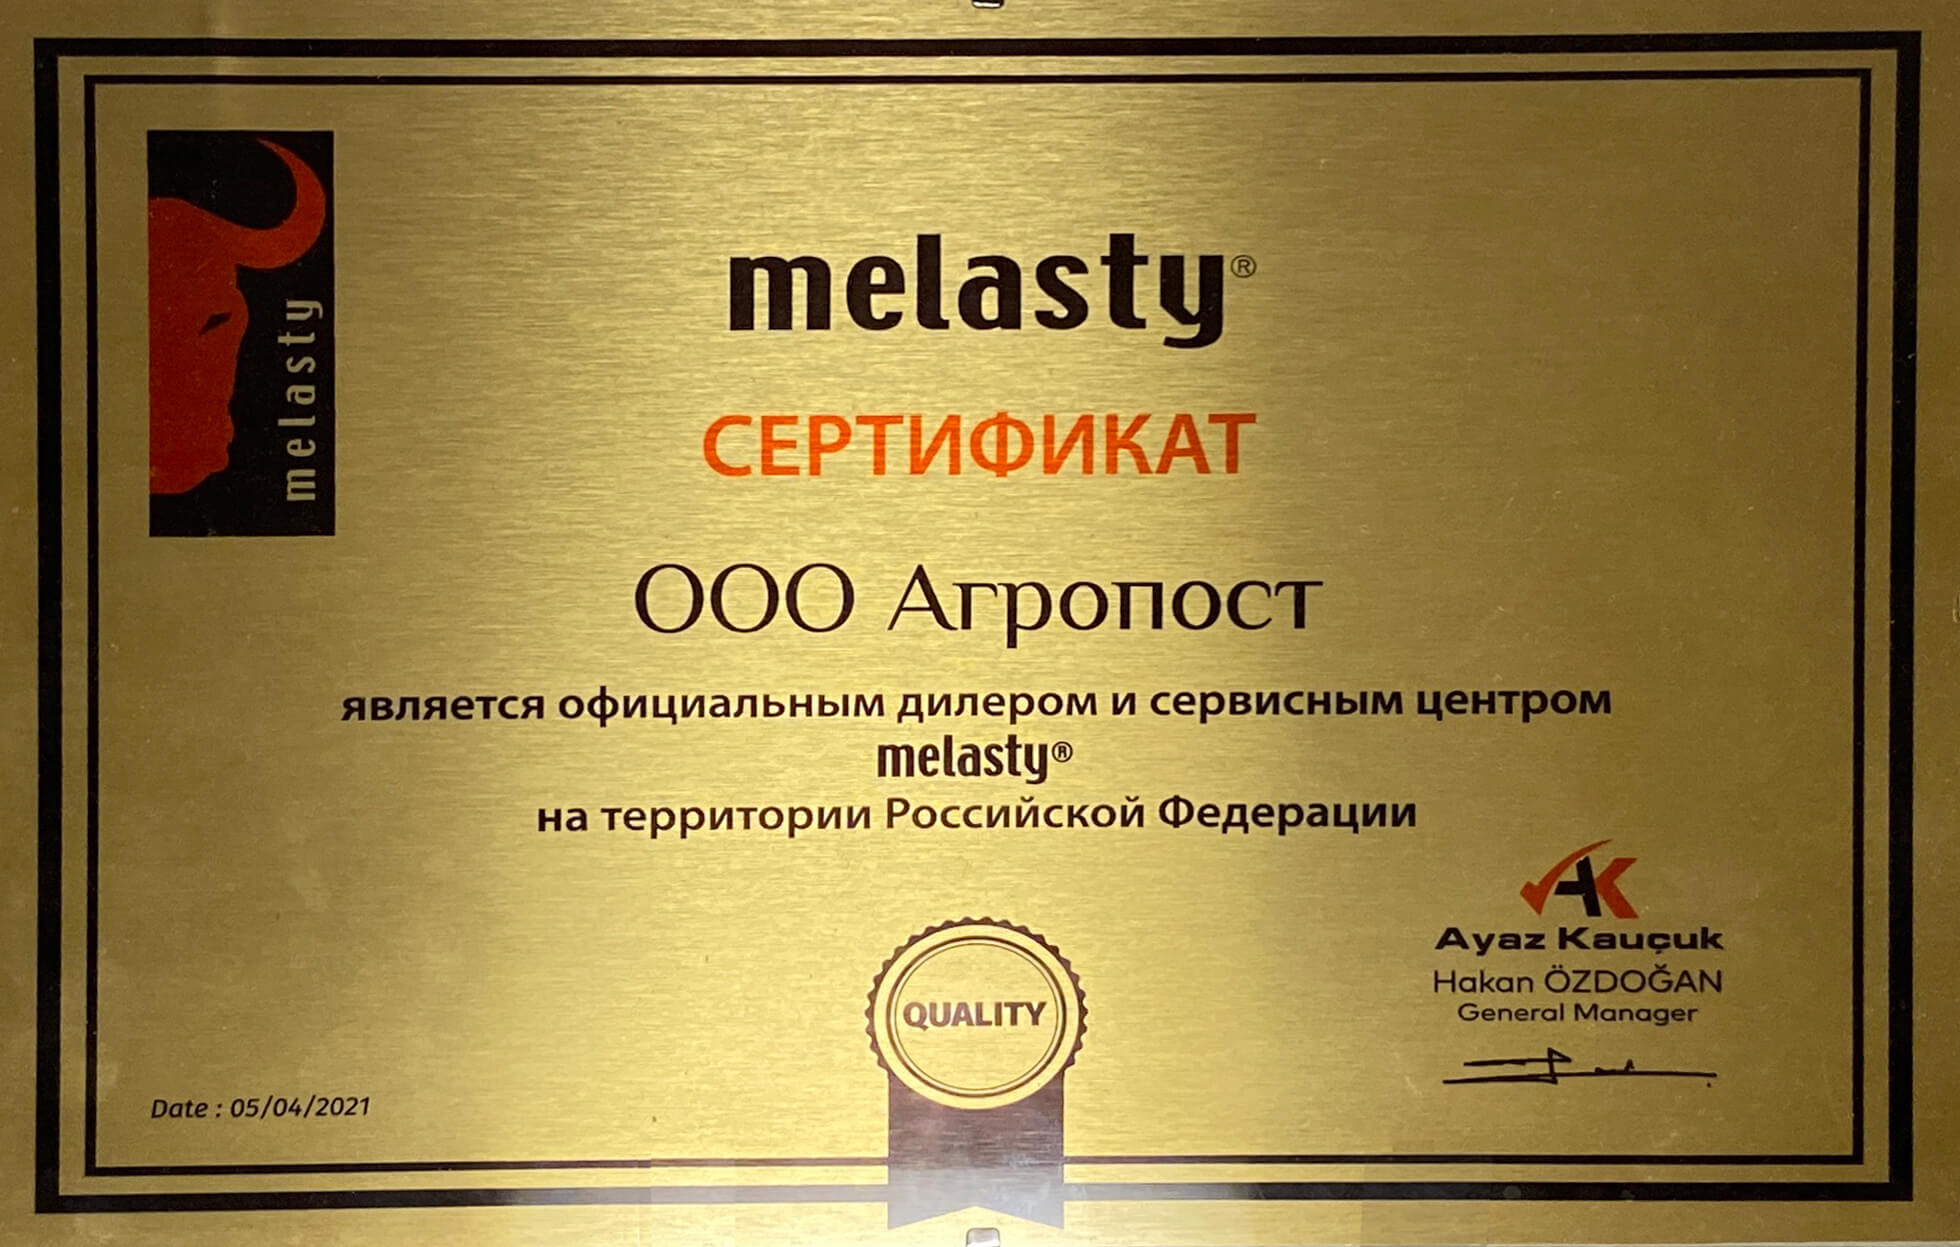 melasty
melasty®
СЕРТИФИКАТ
ООО Агропост
является официальным дилером и сервисным центром
melasty®
на территории Российской Федерации
AK
Ayaz Kauçuk
Hakan ÖZDOĞAN
General Manager
QUALITY
Date : 05/04/2021